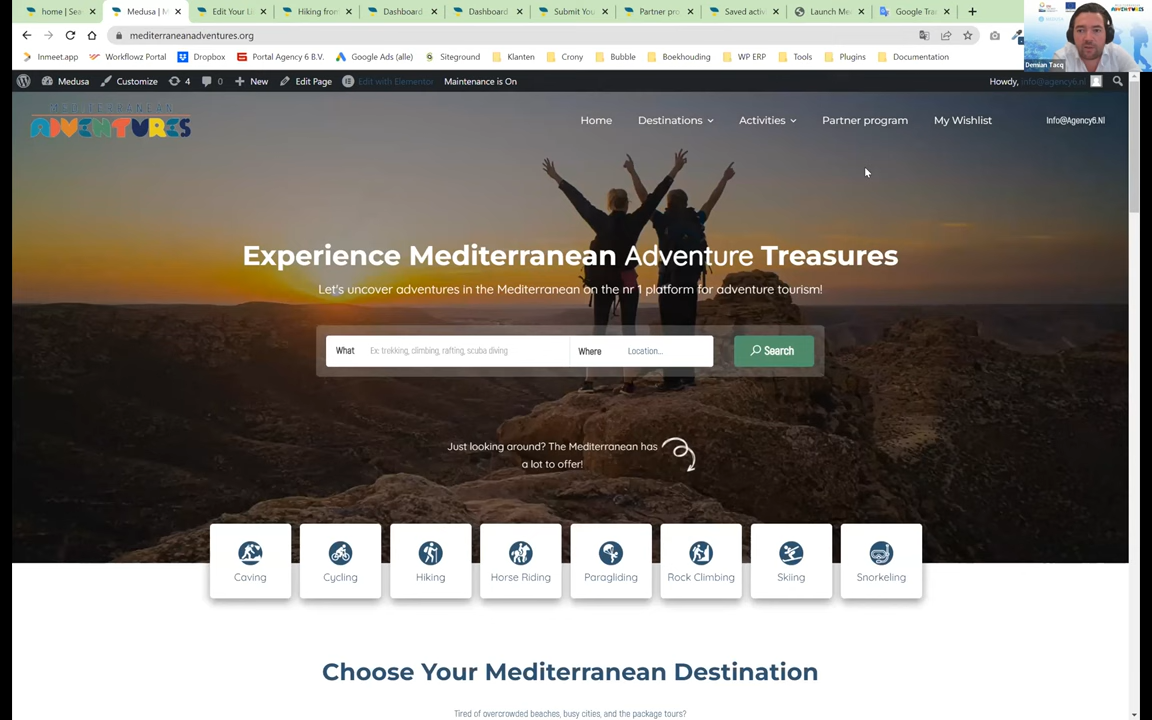 home | Sea
Medusa | M
Edit Your Li
Hiking from
Dashboard
Dashboard
Submit You
Partner pro
Saved activi
Launch Me
Google Tran
mediterraneanadventures.org
Inmeet.app
Workflowz Portal
Dropbox
Portal Agency 6 B.V.
Google Ads (alle)
Siteground
Klanten
Crony
Bubble
Boekhouding
WP ERP
Tools
Plugins
Documentation
Demian Tacq
Medusa
Customize
4
0
New
Edit Page
Edit with Elementor
Maintenance is On
Howdy, info@agency6.nl
MEDITERRANEAN
ADVENTURES
Home
Destinations
Activities
Partner program
My Wishlist
Info@Agency6.Nl
Experience Mediterranean Adventure Treasures
Let's uncover adventures in the Mediterranean on the nr 1 platform for adventure tourism!
What
Ex: trekking, climbing, rafting, scuba diving
Where
Location...
Search
Just looking around? The Mediterranean has
a lot to offer!
Caving
Cycling
Hiking
Horse Riding
Paragliding
Rock Climbing
Skiing
Snorkeling
Choose Your Mediterranean Destination
Tired of overcrowded beaches, busy cities, and the package tours?